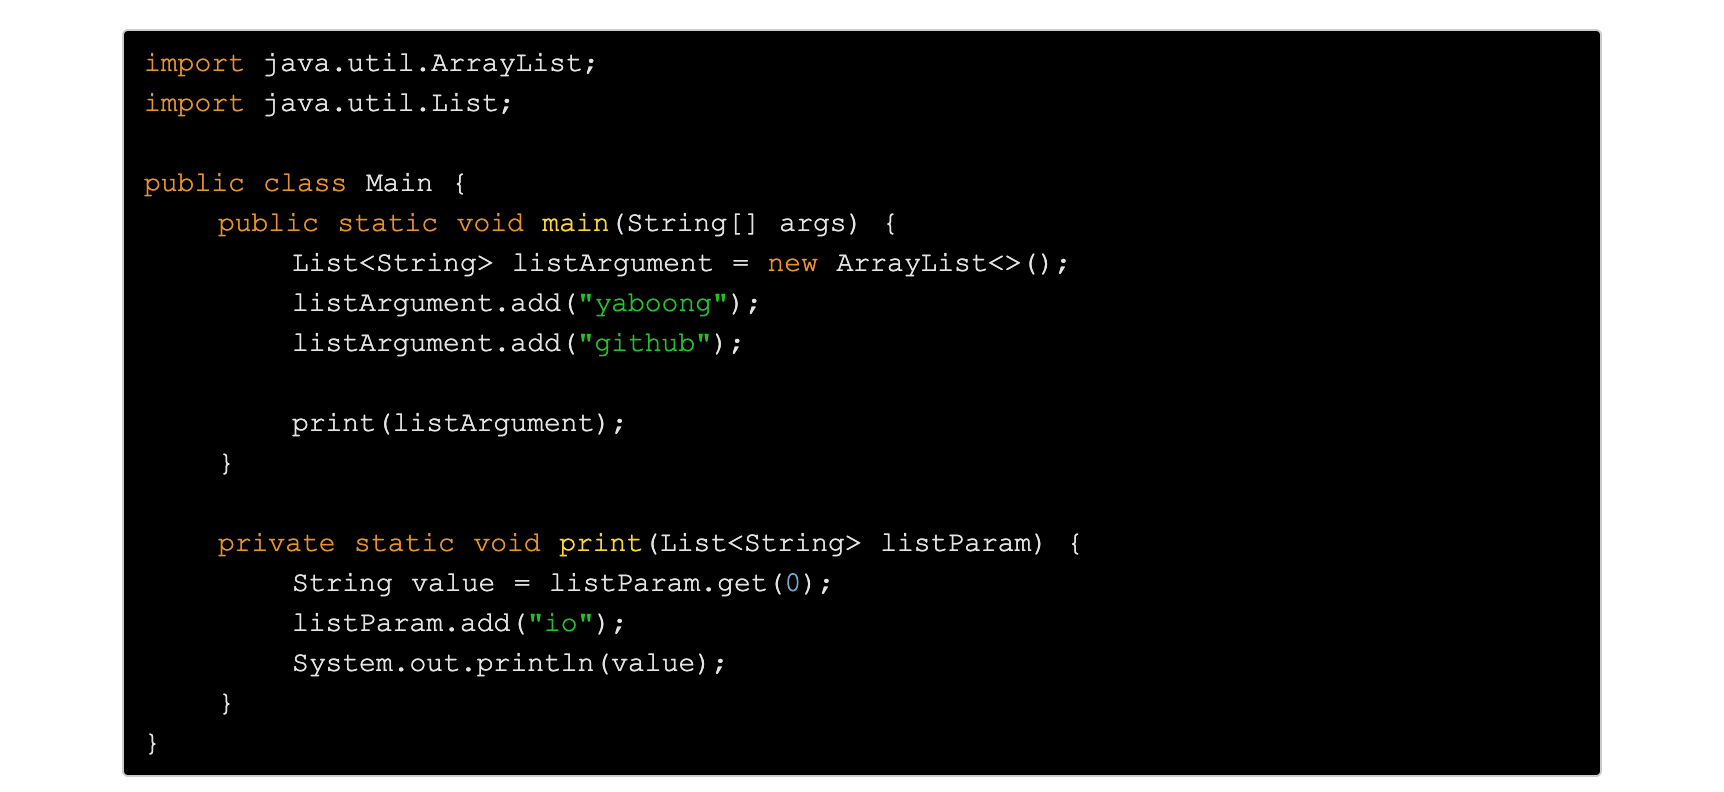 import java.util.ArrayList;
import java.util.List;

public class Main {
    public static void main(String[] args) {
        List<String> listArgument = new ArrayList<>();
        listArgument.add("yaboong");
        listArgument.add("github");

        print(listArgument);
    }

    private static void print(List<String> listParam) {
        String value = listParam.get(0);
        listParam.add("io");
        System.out.println(value);
    }
}